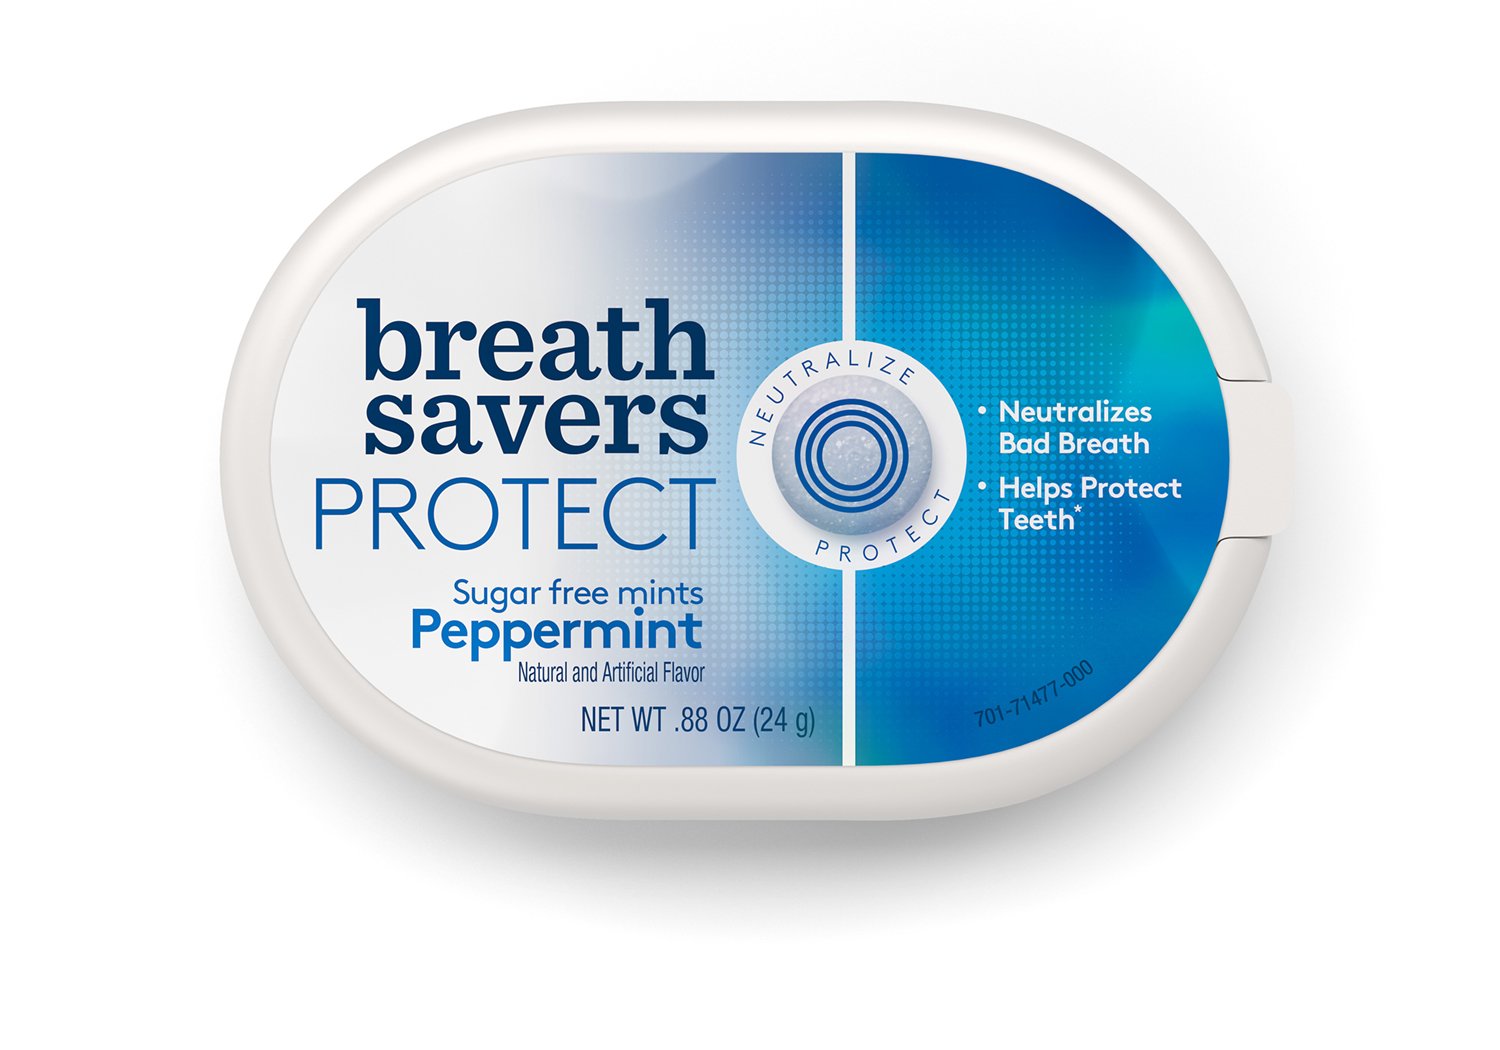 breath
savers
PROTECT
Sugar free mints
Peppermint
Natural and Artificial Flavor
NET WT .88 OZ (24 g)
NEUTRALIZE
PROTECT
• Neutralizes
Bad Breath
• Helps Protect
Teeth*
701-71477-000